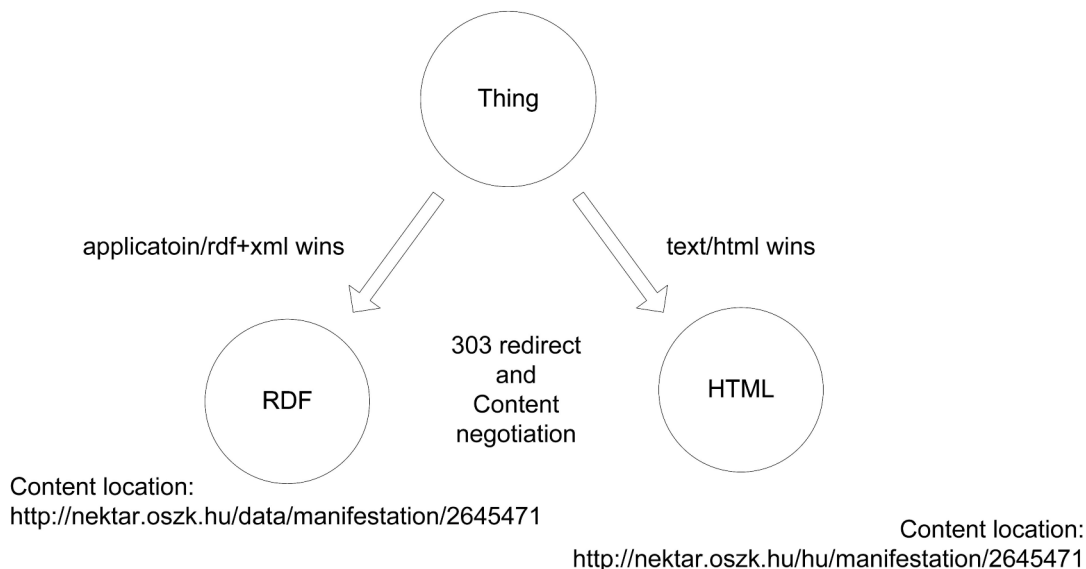 Thing
applicatoin/rdf+xml wins
text/html wins
303 redirect
and
Content
negotiation
RDF
HTML
Content location:
http://nektar.oszk.hu/data/manifestation/2645471
Content location:
http://nektar.oszk.hu/hu/manifestation/2645471